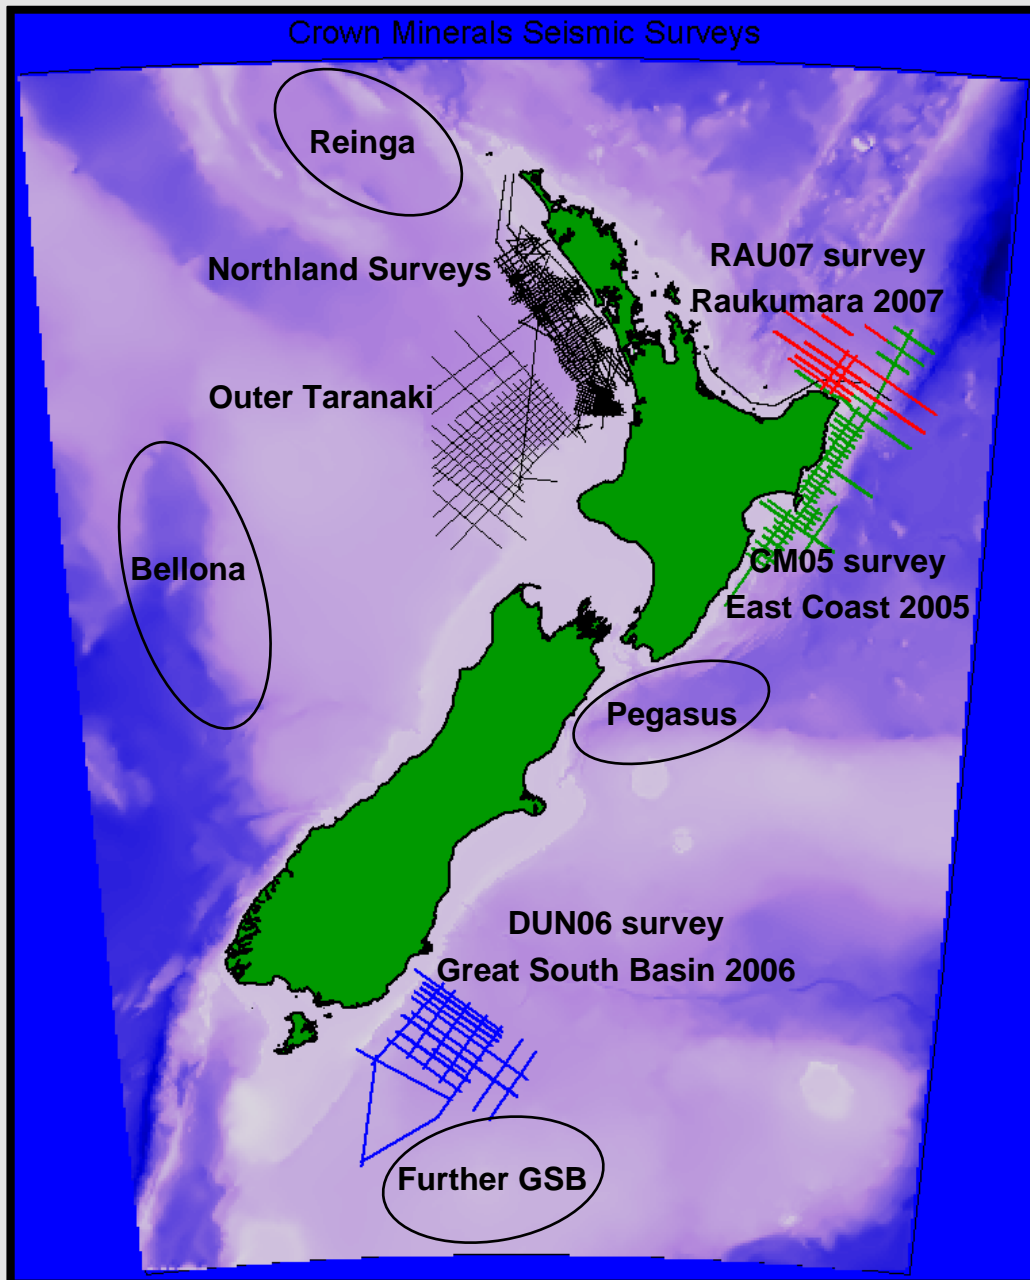 Crown Minerals Seismic Surveys
Reinga
RAU07 survey
Raukumara 2007
Northland Surveys
Outer Taranaki
Bellona
CM05 survey
East Coast 2005
Pegasus
DUN06 survey
Great South Basin 2006
Further GSB